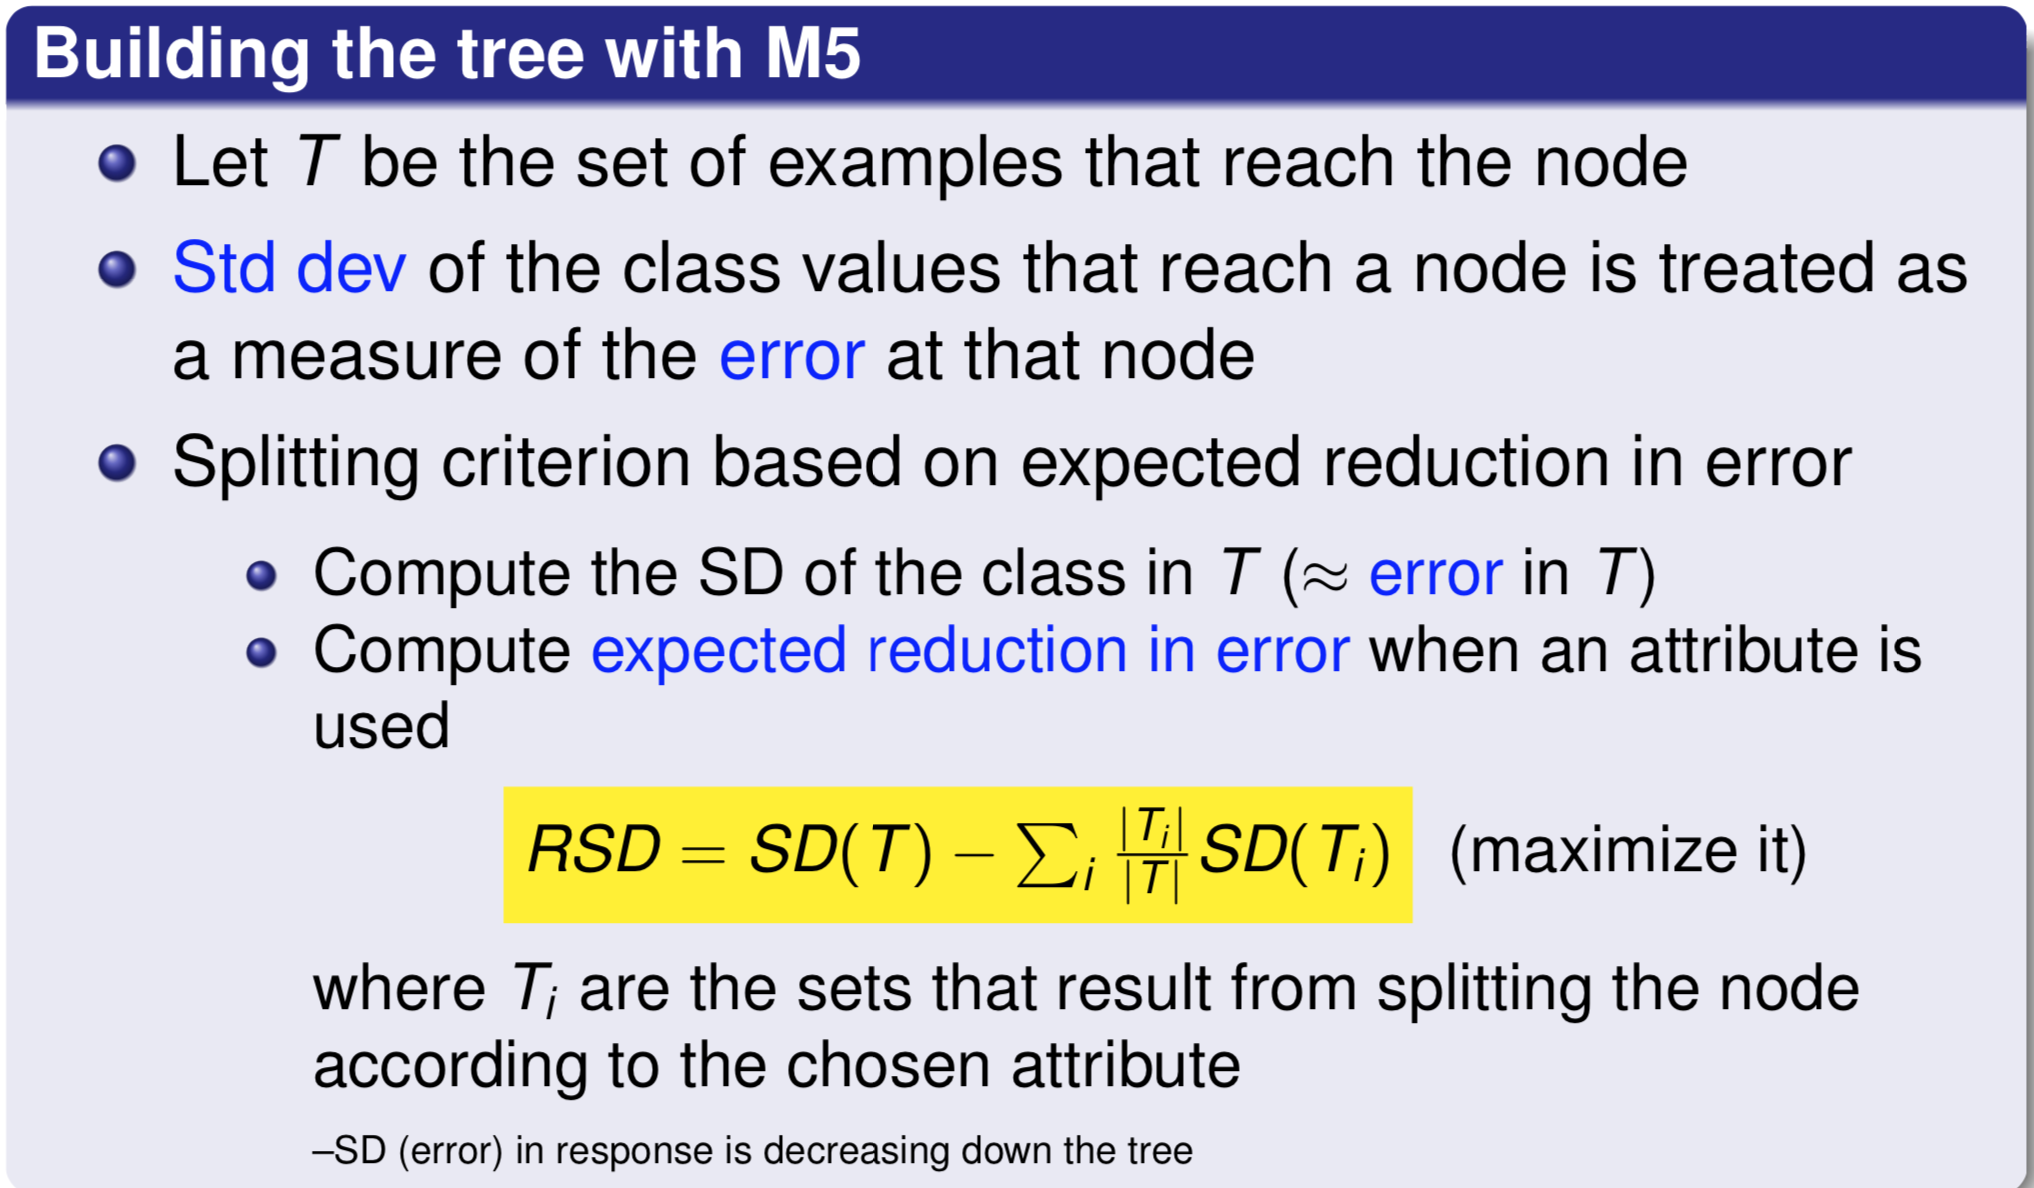 Building the tree with M5
Let T be the set of examples that reach the node
Std dev of the class values that reach a node is treated as
a measure of the error at that node
Splitting criterion based on expected reduction in error
Compute the SD of the class in T (≈ error in T)
Compute expected reduction in error when an attribute is
used
RSD = SD(T) − ∑_i |T_i|/|T| SD(T_i) (maximize it)
where T_i are the sets that result from splitting the node
according to the chosen attribute
–SD (error) in response is decreasing down the tree